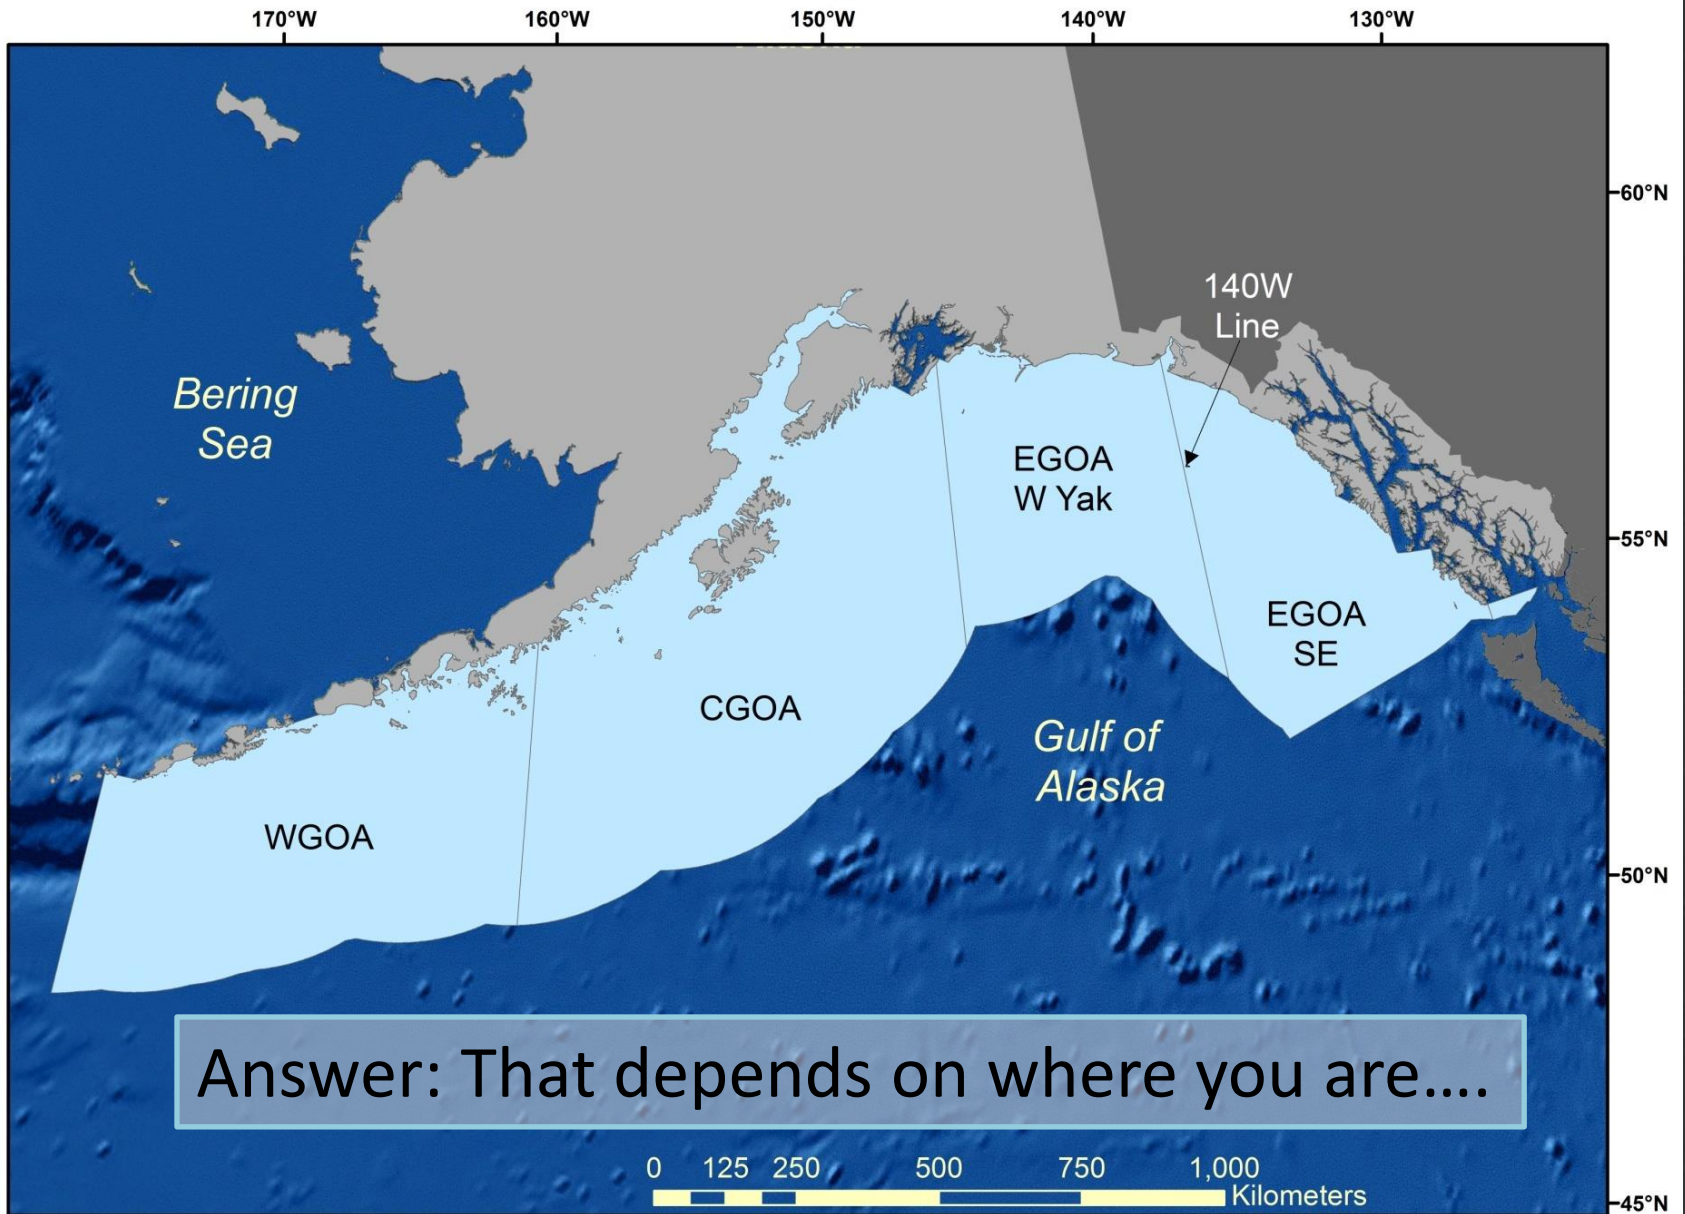 170°W 160°W 150°W 140°W 130°W
60°N
140W
Line
Bering
Sea
EGOA
W Yak
55°N
EGOA
SE
CGOA
Gulf of
Alaska
WGOA
50°N
Answer: That depends on where you are....
0 125 250 500 750 1,000
Kilometers
45°N